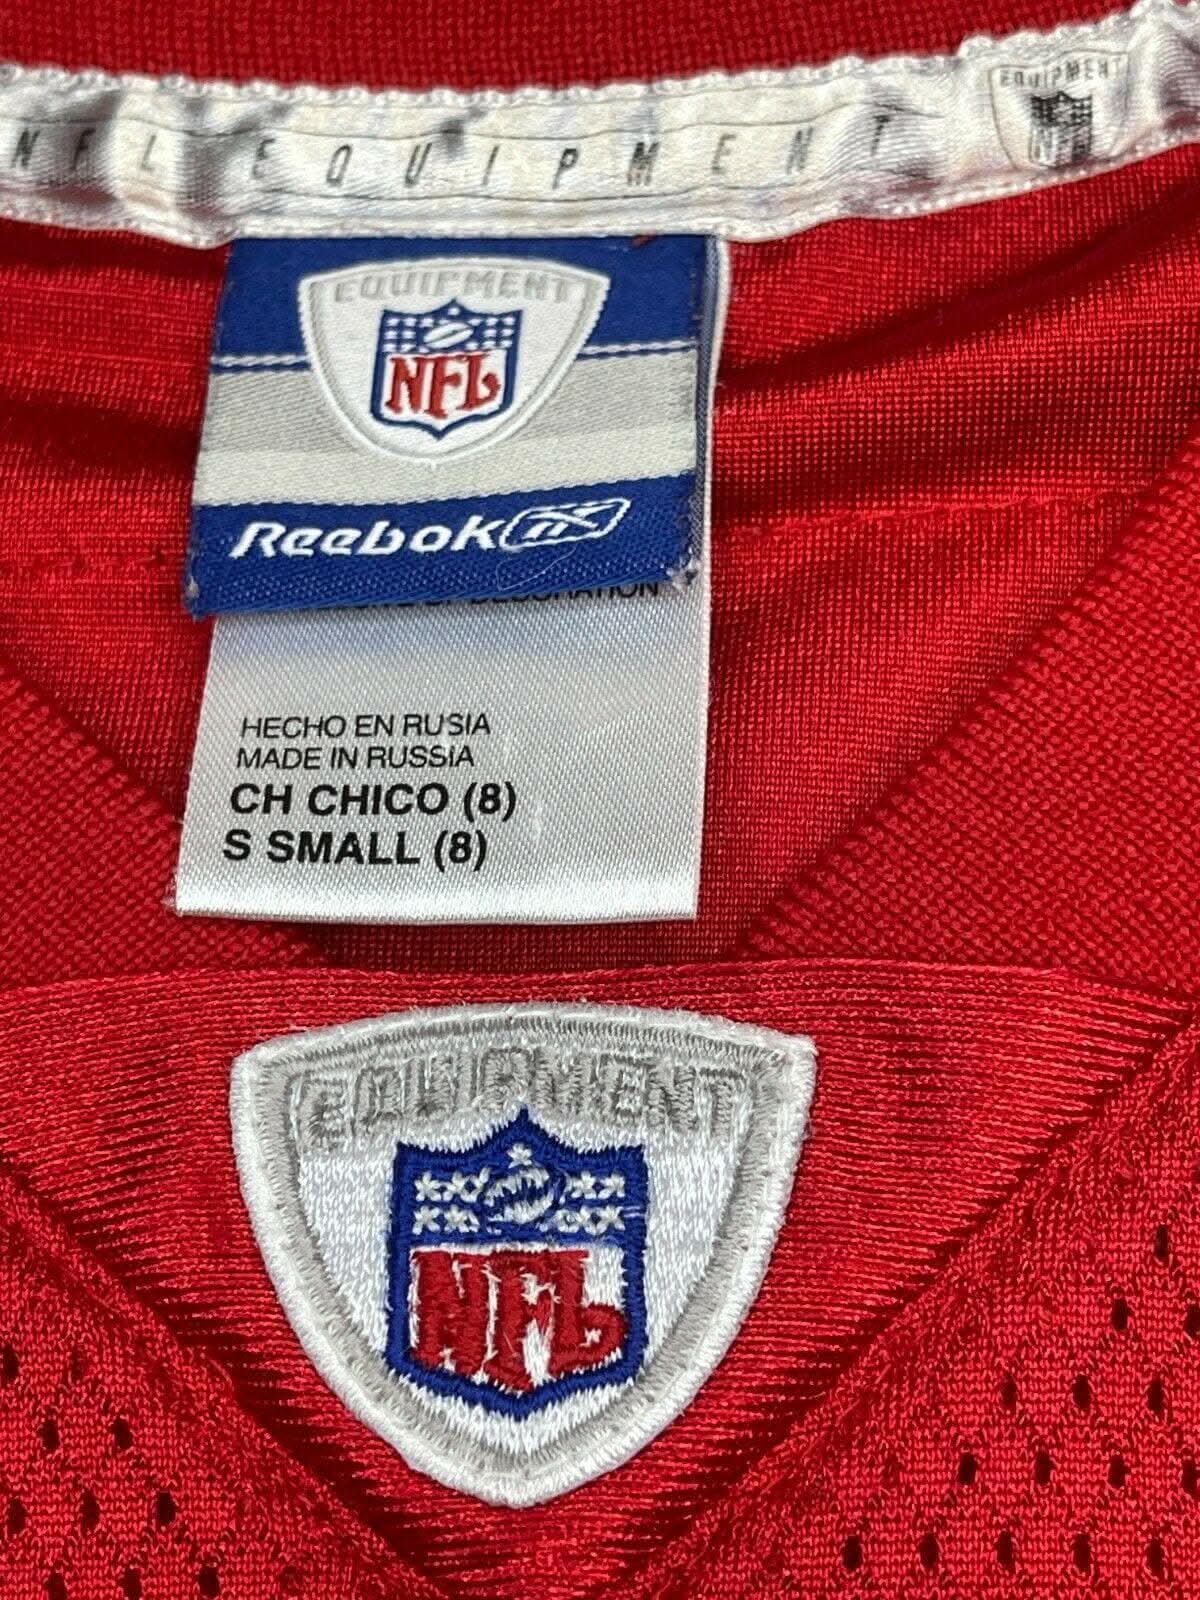 NFL EQUIPMENT EQUIPMENT
EQUIPMENT
NFL
Reebok
DECORATION
HECHO EN RUSIA
MADE IN RUSSIA
CH CHICO (8)
S SMALL (8)
EQUIPMENT
NFL